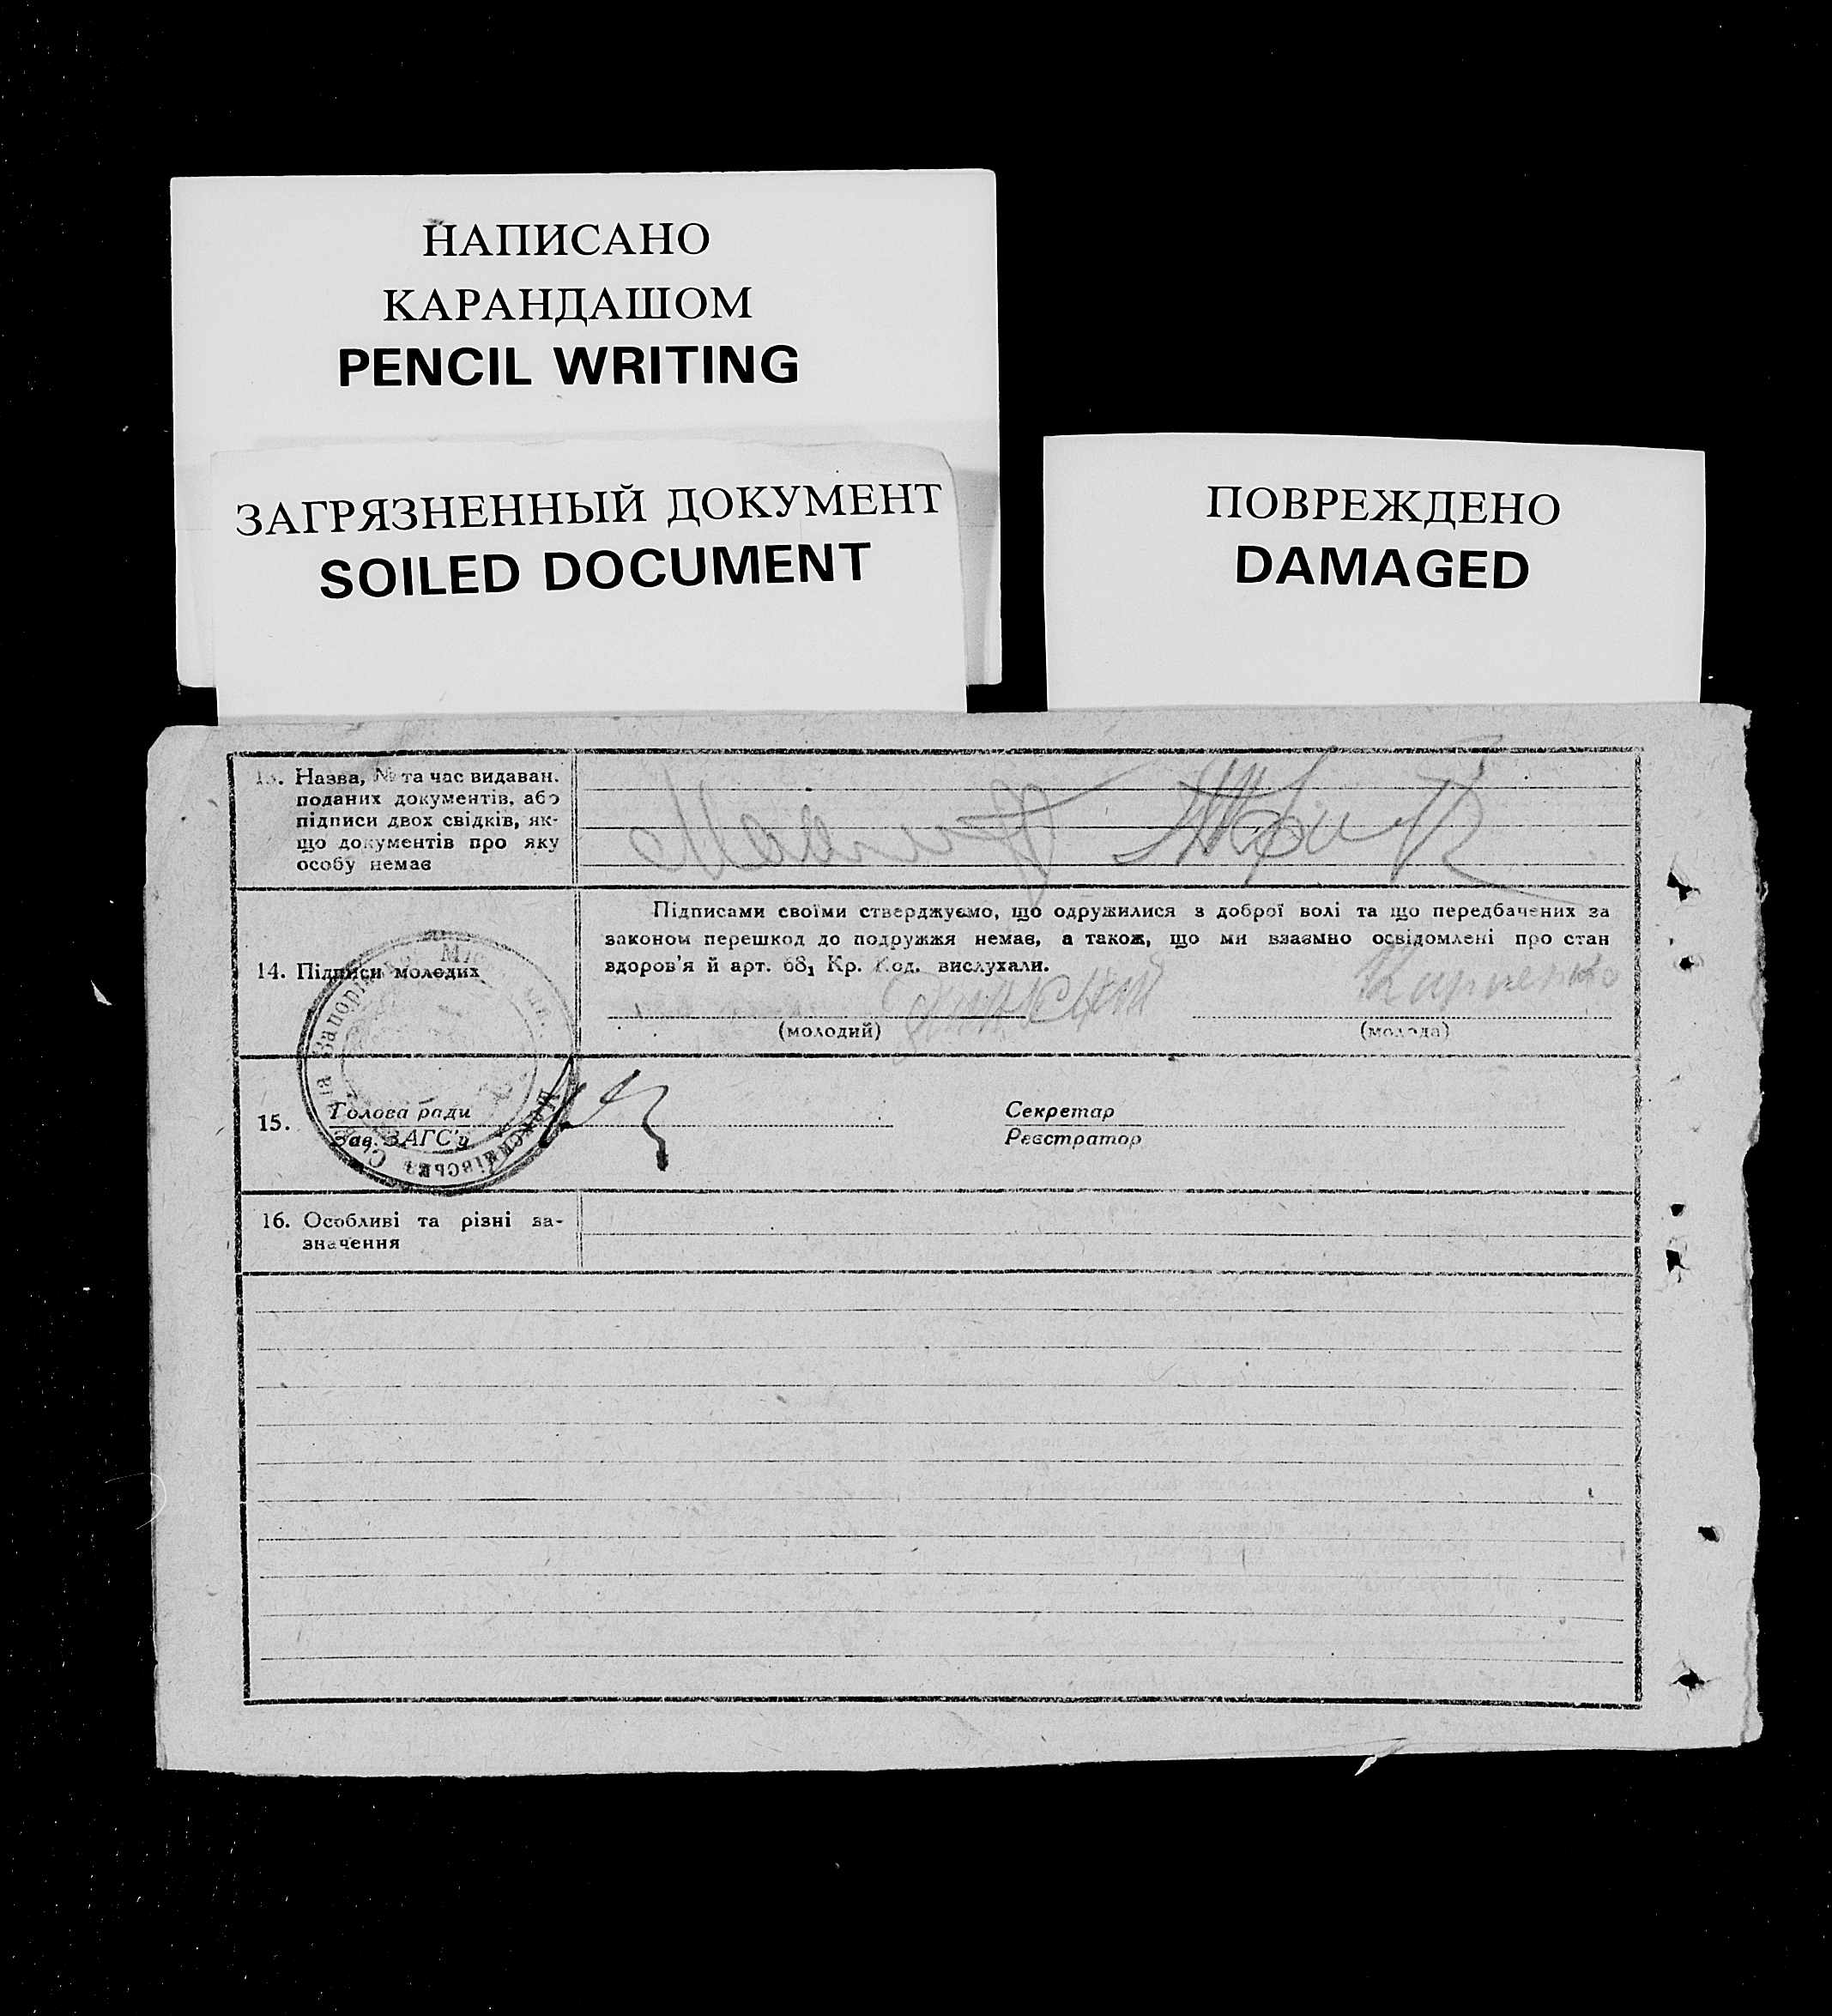 НАПИСАНО
КАРАНДАШОМ
PENCIL WRITING
ЗАГРЯЗНЕННЫЙ ДОКУМЕНТ
SOILED DOCUMENT
ПОВРЕЖДЕНО
DAMAGED
13. Назва, № та час видаван.
поданих документів, або
підписи двох свідків, як-
що документів про яку
особу немає
Підписами своїми стверджуємо, що одружилися з доброї волі та що передбачених за
законом перешкод до подружжя немає, а також, що ми взаємно освідомлені про стан
здоров'я й арт. 68₁ Кр. Код. вислухали.
14. Підписи молодих
Карпенко
(молодий)
(молода)
15.
Голова ради
Зав. ЗАГС'у
Секретар
Реєстратор
16. Особливі та різні за-
значення